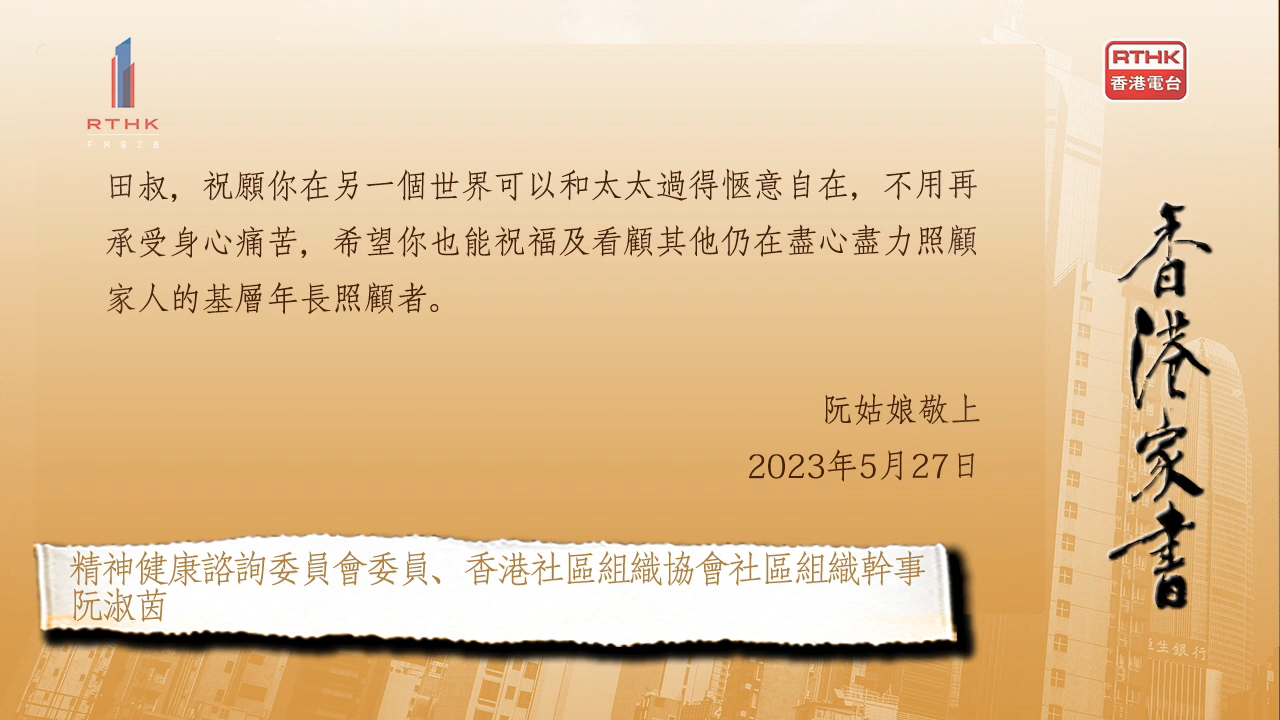 RTHK
FM926
RTHK
香港電台
田叔，祝願你在另一個世界可以和太太過得愜意自在，不用再
承受身心痛苦，希望你也能祝福及看顧其他仍在盡心盡力照顧
家人的基層年長照顧者。
阮姑娘敬上
2023年5月27日
香港家書
精神健康諮詢委員會委員、香港社區組織協會社區組織幹事
阮淑茵
生銀行